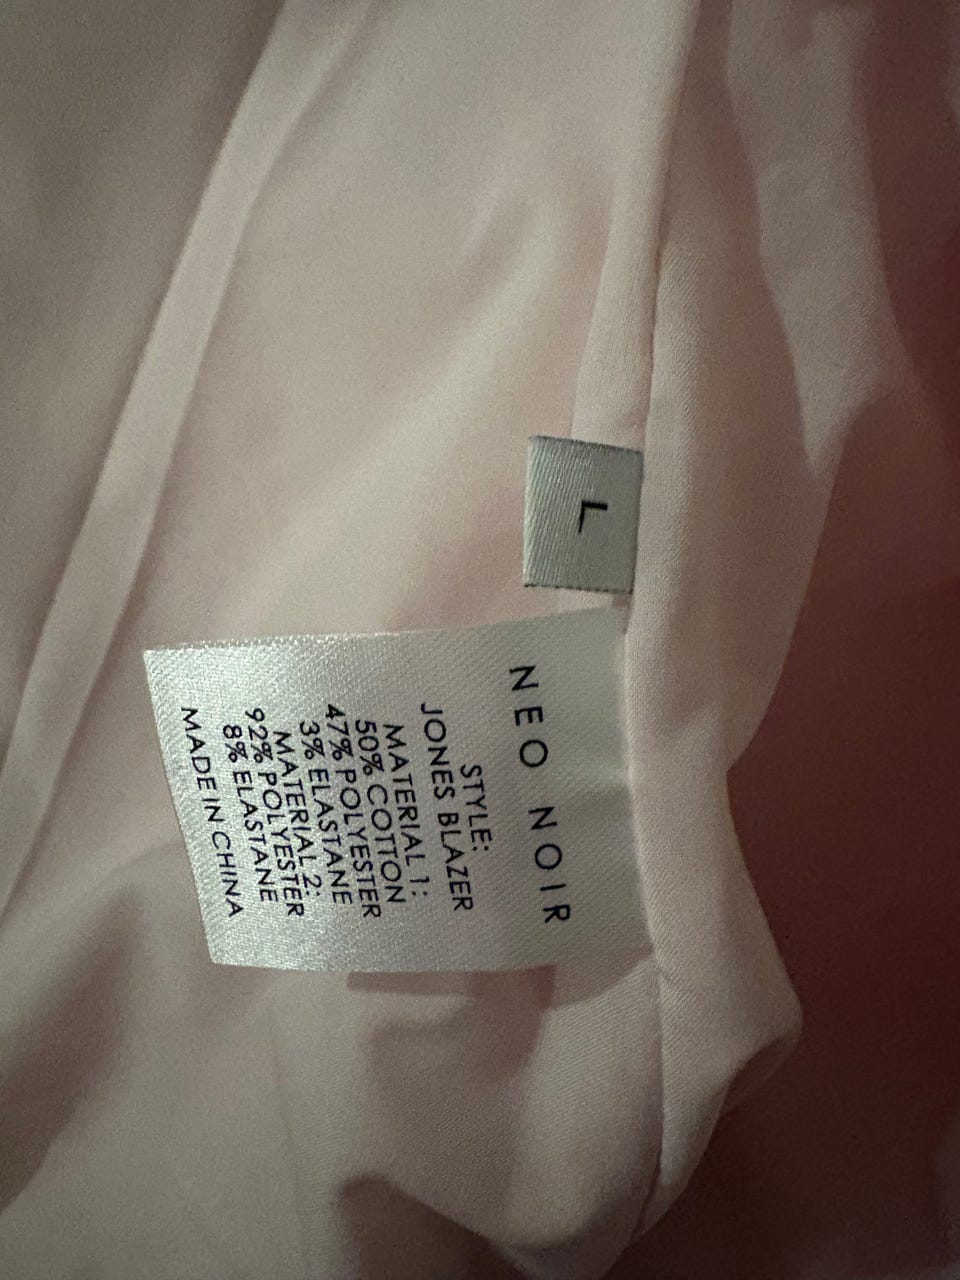 L
NEO NOIR
STYLE:
JONES BLAZER
MATERIAL 1:
50% COTTON
47% POLYESTER
3% ELASTANE
MATERIAL 2:
92% POLYESTER
8% ELASTANE
MADE IN CHINA